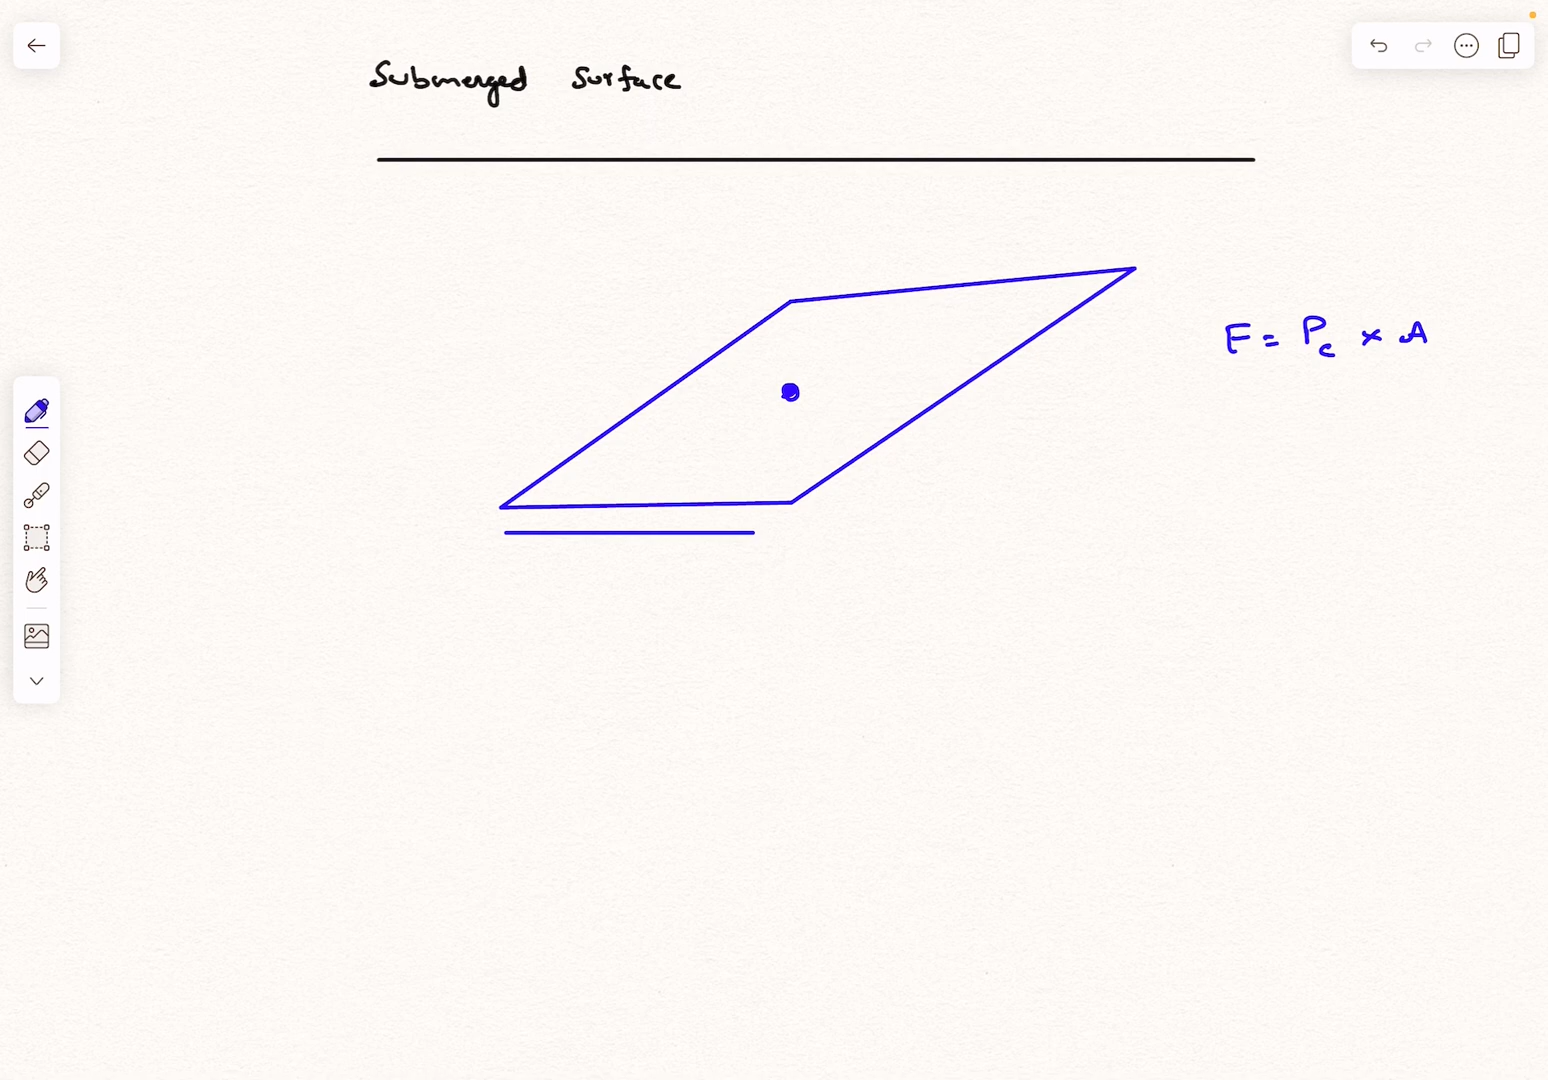 Submerged Surface
F = Pc × A